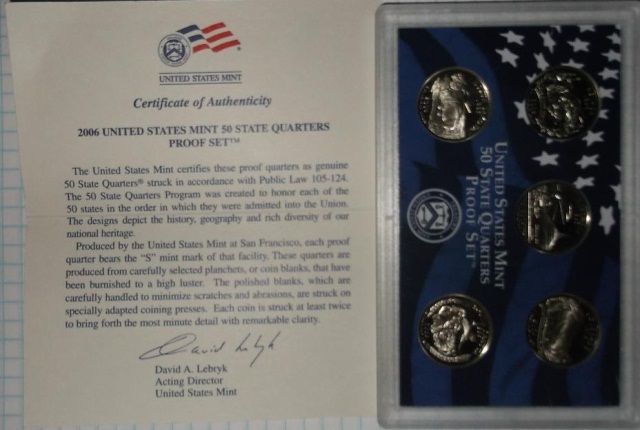 UNITED STATES MINT
Certificate of Authenticity
2006 UNITED STATES MINT 50 STATE QUARTERS
PROOF SET™
The United States Mint certifies these proof quarters as genuine
50 State Quarters® struck in accordance with Public Law 105-124.
The 50 State Quarters Program was created to honor each of the
50 states in the order in which they were admitted into the Union.
The designs depict the history, geography and rich diversity of our
national heritage.
Produced by the United States Mint at San Francisco, each proof
quarter bears the “S” mint mark of that facility. These quarters are
produced from carefully selected planchets, or coin blanks, that have
been burnished to a high luster. The polished blanks, which are
carefully handled to minimize scratches and abrasions, are struck on
specially adapted coining presses. Each coin is struck at least twice
to bring forth the most minute detail with remarkable clarity.
David Lebryk
David A. Lebryk
Acting Director
United States Mint
UNITED STATES MINT
50 STATE QUARTERS
PROOF SET™